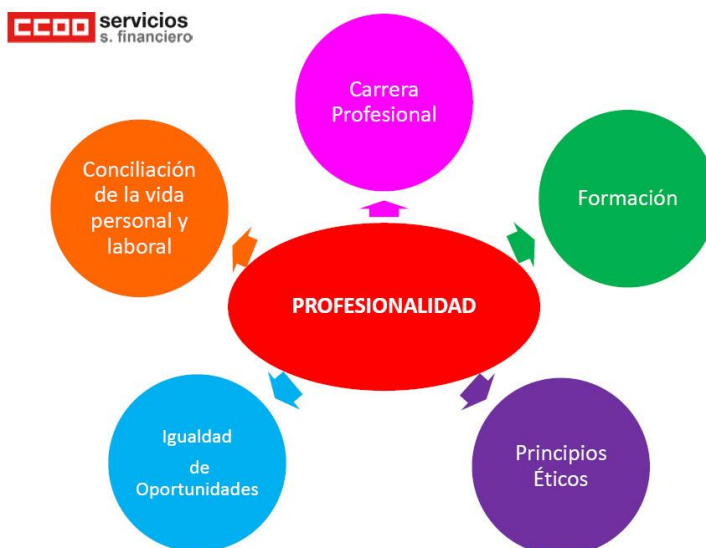 CCOO servicios
s. financiero
Carrera
Profesional
Conciliación
de la vida
personal y
laboral
Formación
PROFESIONALIDAD
Igualdad
de
Oportunidades
Principios
Éticos